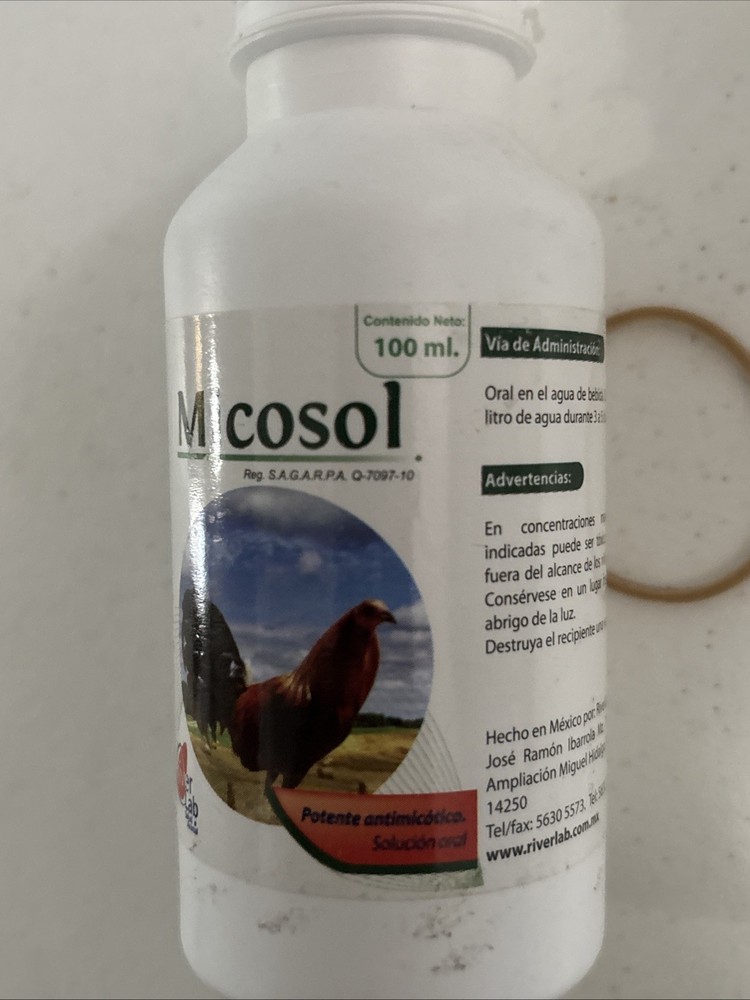 Contenido Neto:
100 ml.
Micosol
Reg. S.A.G.A.R.P.A. Q-7097-10
Potente antimicótico.
Solución oral
er
Lab
Vía de Administración:
Oral en el agua de bebida
litro de agua durante 3 a
Advertencias:
En concentraciones
indicadas puede ser
fuera del alcance de los
Consérvese en un lugar
abrigo de la luz.
Destruya el recipiente
Hecho en México por:
José Ramón Ibarrola
Ampliación Miguel Hidalgo
14250
Tel/fax: 5630 5573. Tel:
www.riverlab.com.mx